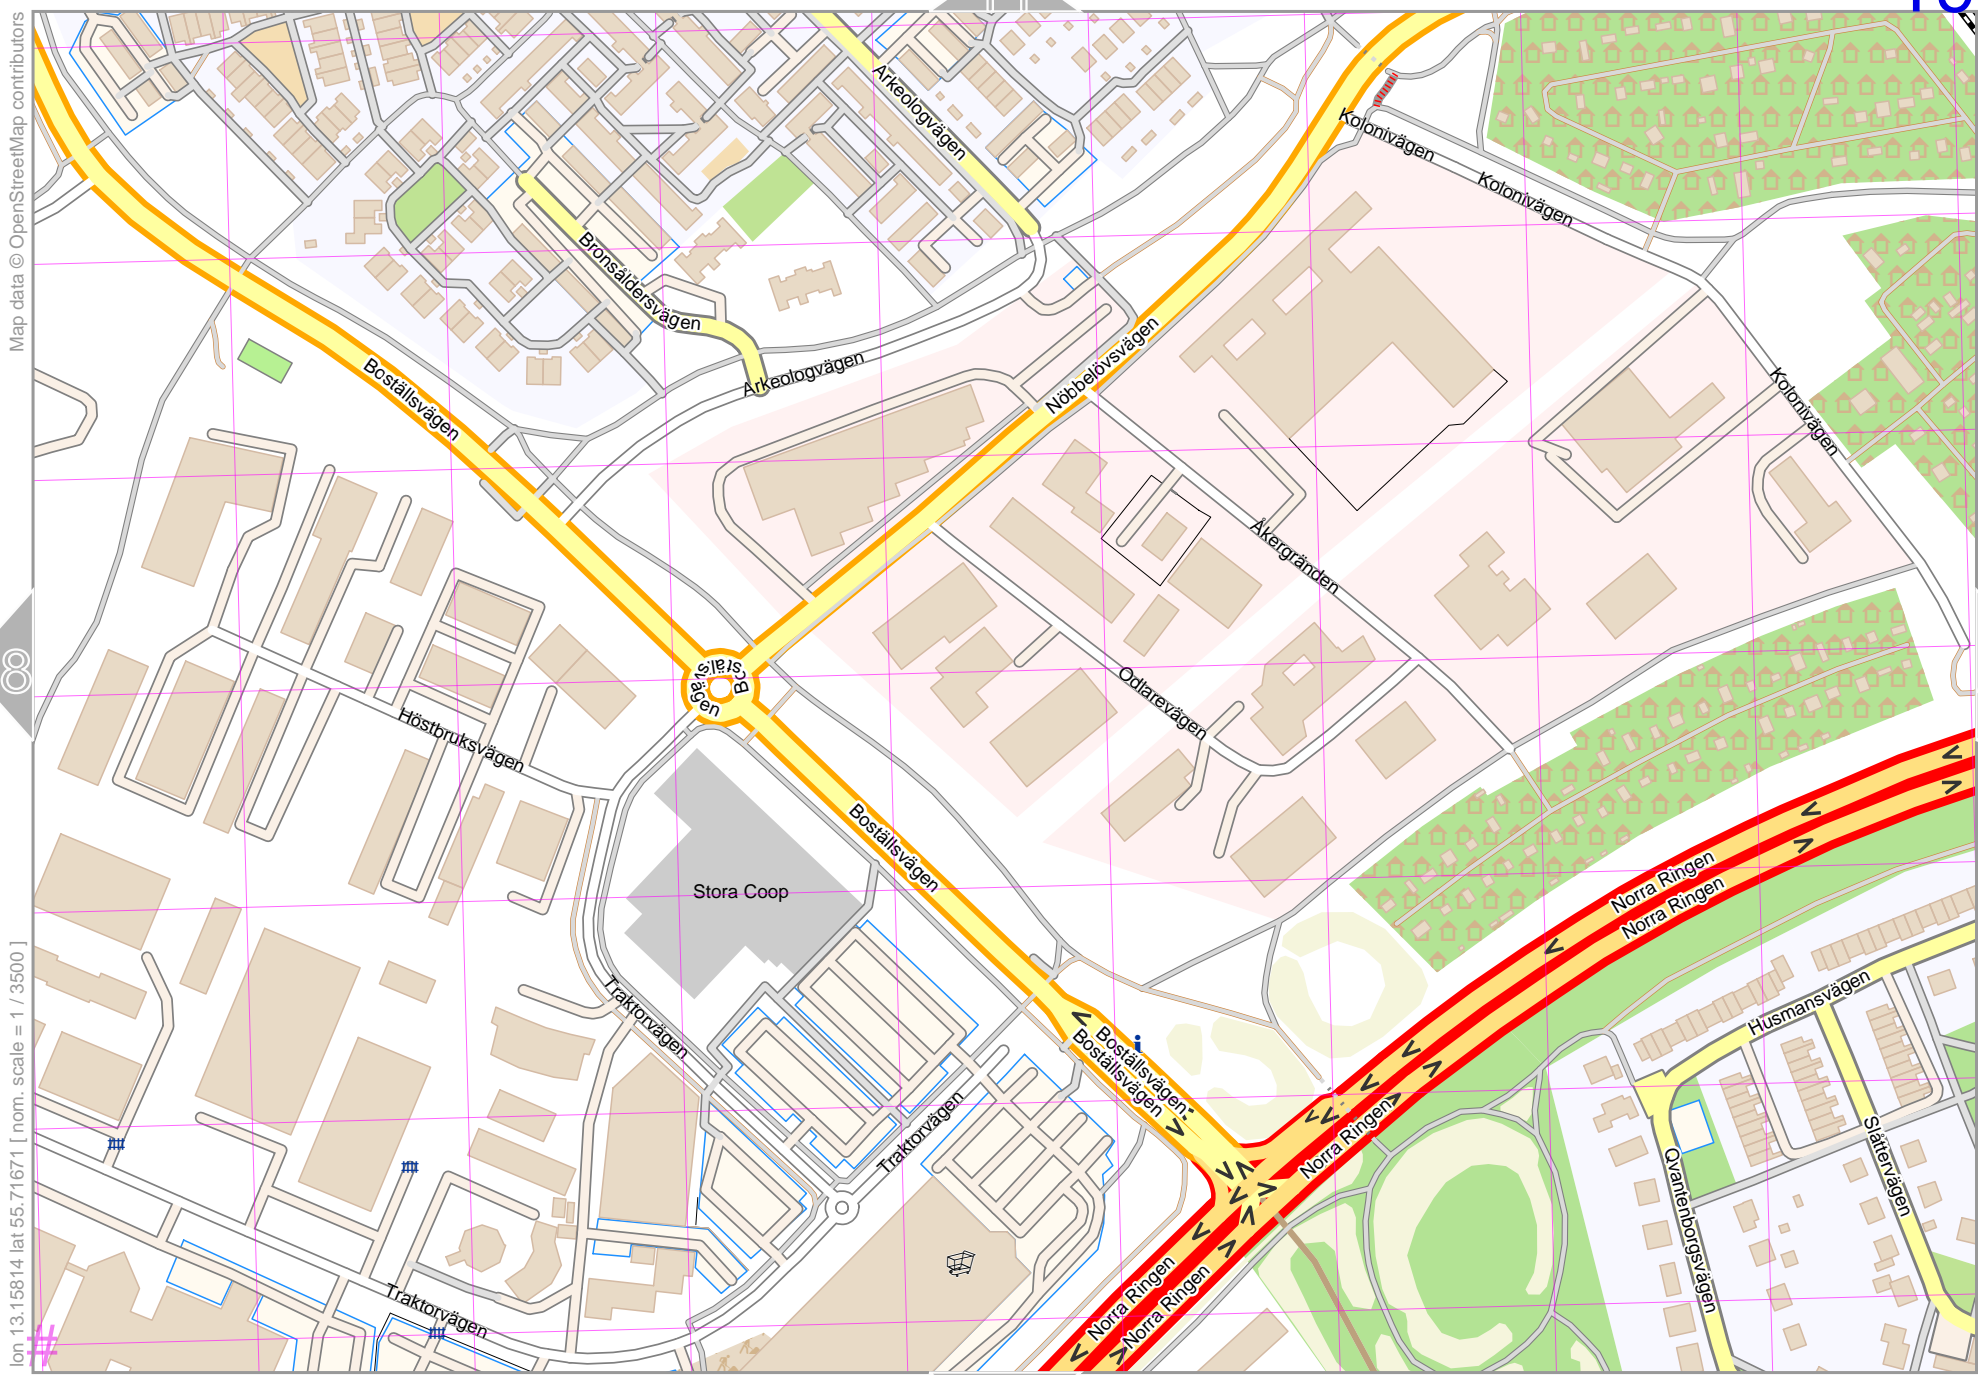 Map data © OpenStreetMap contributors
lon 13.15814 lat 55.71671 [ nom. scale = 1 / 3500 ]
8
#
Arkeologvägen
Kolonivägen
Kolonivägen
Bronsåldersvägen
Arkeologvägen
Nöbbelövsvägen
Boställsvägen
Kolonivägen
Åkergränden
Boställsvägen
Odlarevägen
Höstbruksvägen
Boställsvägen
Stora Coop
Norra Ringen
Norra Ringen
Traktorvägen
Husmansvägen
i
Boställsvägen
Boställsvägen
Traktorvägen
Norra Ringen
Slåttervägen
Qvantenborgsvägen
Norra Ringen
Norra Ringen
Traktorvägen